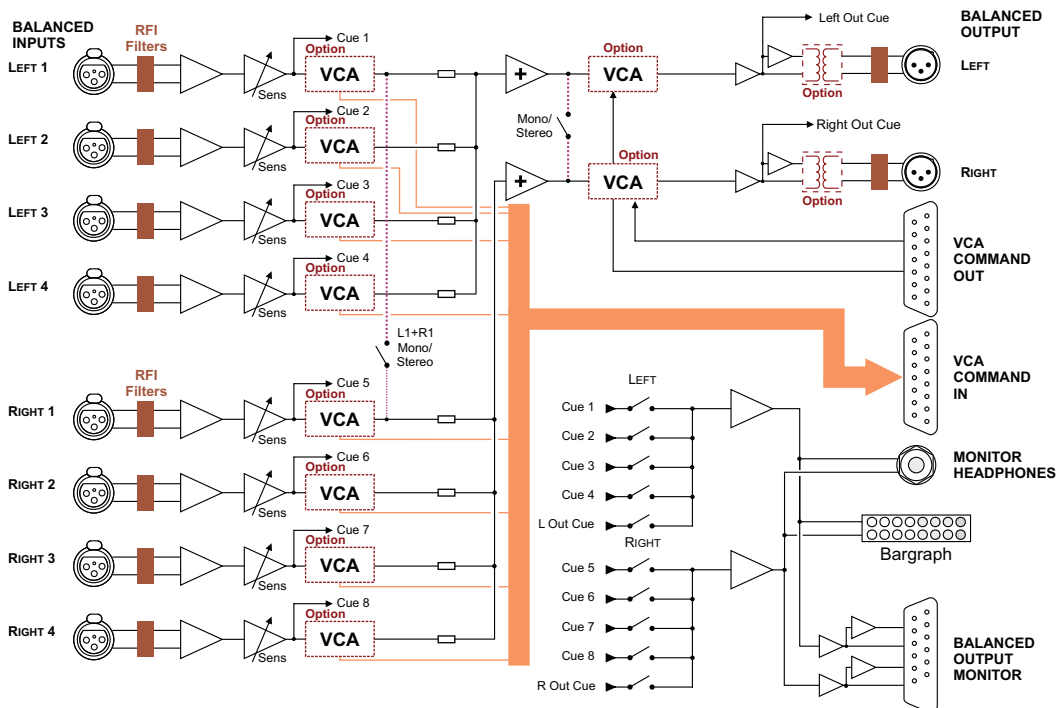 BALANCED
INPUTS
RFI
Filters
LEFT 1
Sens
Cue 1
Option
VCA
LEFT 2
Sens
Cue 2
Option
VCA
LEFT 3
Sens
Cue 3
Option
VCA
LEFT 4
Sens
Cue 4
Option
VCA
L1+R1
Mono/
Stereo
RFI
Filters
RIGHT 1
Sens
Cue 5
Option
VCA
RIGHT 2
Sens
Cue 6
Option
VCA
RIGHT 3
Sens
Cue 7
Option
VCA
RIGHT 4
Sens
Cue 8
Option
VCA
+
+
Mono/
Stereo
Option
VCA
Option
VCA
Left Out Cue
Option
BALANCED
OUTPUT
LEFT
Right Out Cue
Option
RIGHT
VCA
COMMAND
OUT
VCA
COMMAND
IN
LEFT
Cue 1
Cue 2
Cue 3
Cue 4
L Out Cue
RIGHT
Cue 5
Cue 6
Cue 7
Cue 8
R Out Cue
MONITOR
HEADPHONES
Bargraph
BALANCED
OUTPUT
MONITOR